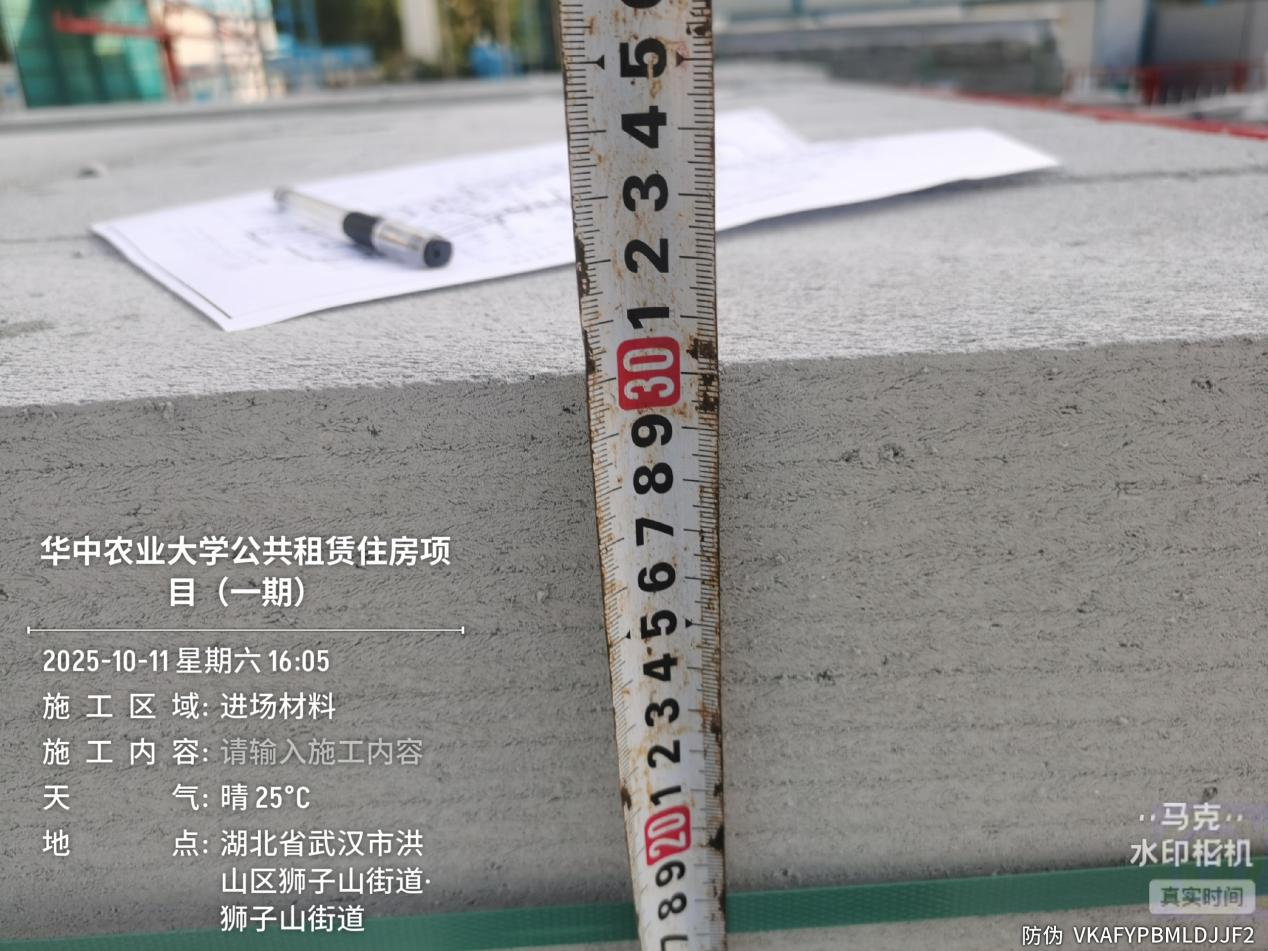 5
4
3
2
1
30
9
8
7
6
5
4
3
2
1
20
9
8
7
华中农业大学公共租赁住房项
目（一期）
2025-10-11 星期六 16:05
施工区域: 进场材料
施工内容: 请输入施工内容
天气: 晴 25°C
地点: 湖北省武汉市洪
山区狮子山街道·
狮子山街道
马克
水印相机
真实时间
防伪 VKAFYPBMLDJJF2